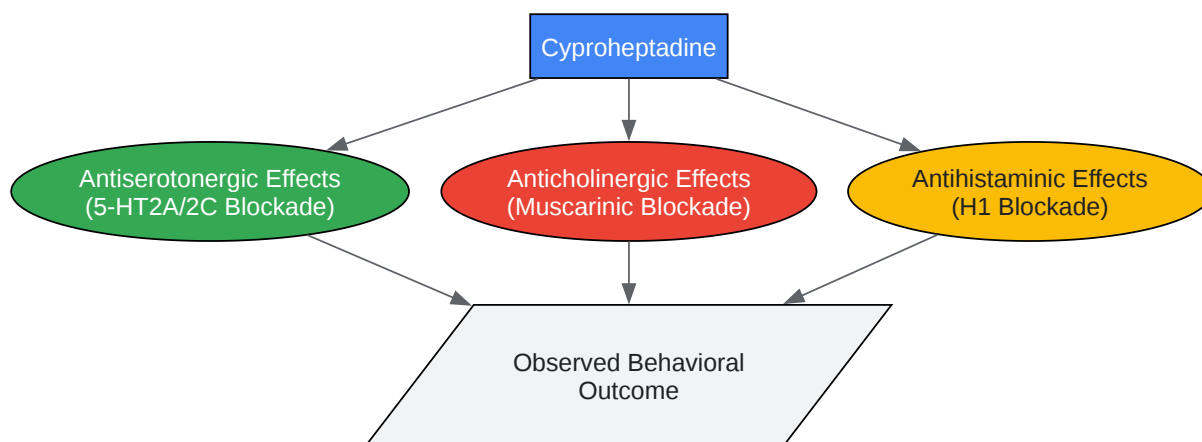 Cyproheptadine
Antiserotonergic Effects
(5-HT2A/2C Blockade)
Anticholinergic Effects
(Muscarinic Blockade)
Antihistaminic Effects
(H1 Blockade)
Observed Behavioral
Outcome